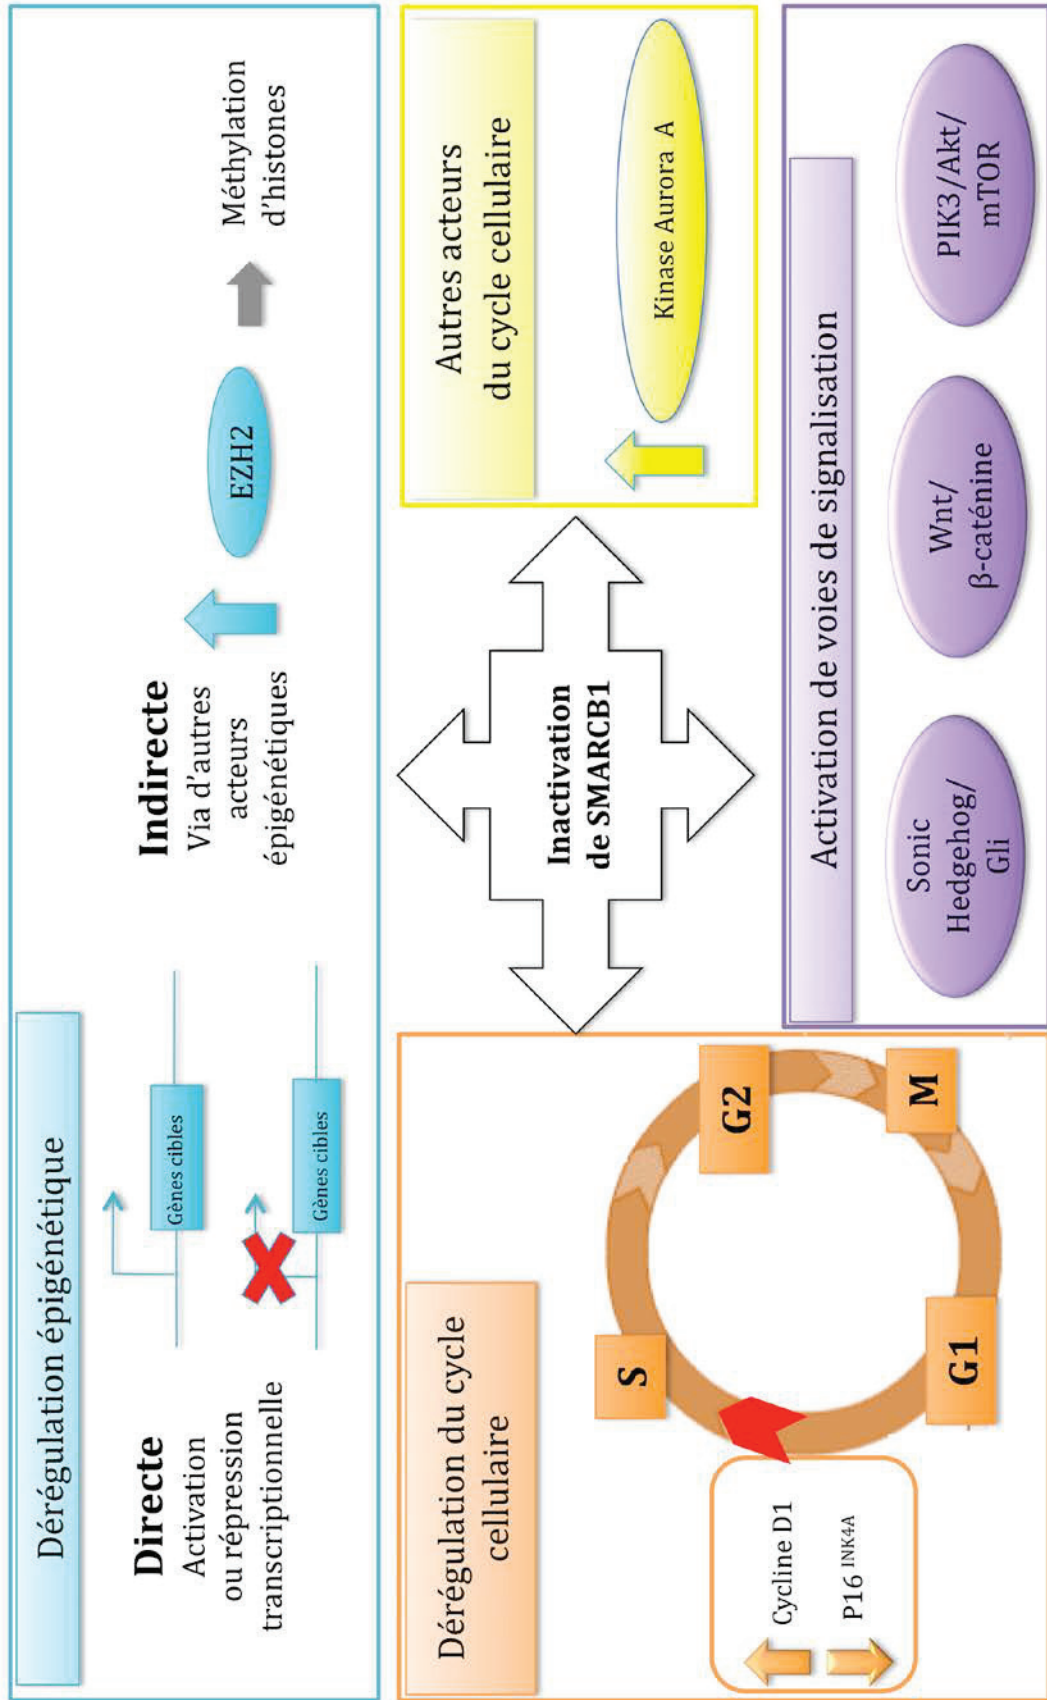 Dérégulation épigénétique
Directe
Activation
ou répression
transcriptionnelle
Gènes cibles
Gènes cibles
Indirecte
Via d'autres
acteurs
épigénétiques
EZH2
Méthylation
d'histones
Dérégulation du cycle
cellulaire
Cycline D1
P16 INK4A
S
G2
G1
M
Inactivation
de SMARCB1
Autres acteurs
du cycle cellulaire
Kinase Aurora A
Activation de voies de signalisation
Sonic
Hedgehog/
Gli
Wnt/
β-caténine
PIK3/Akt/
mTOR